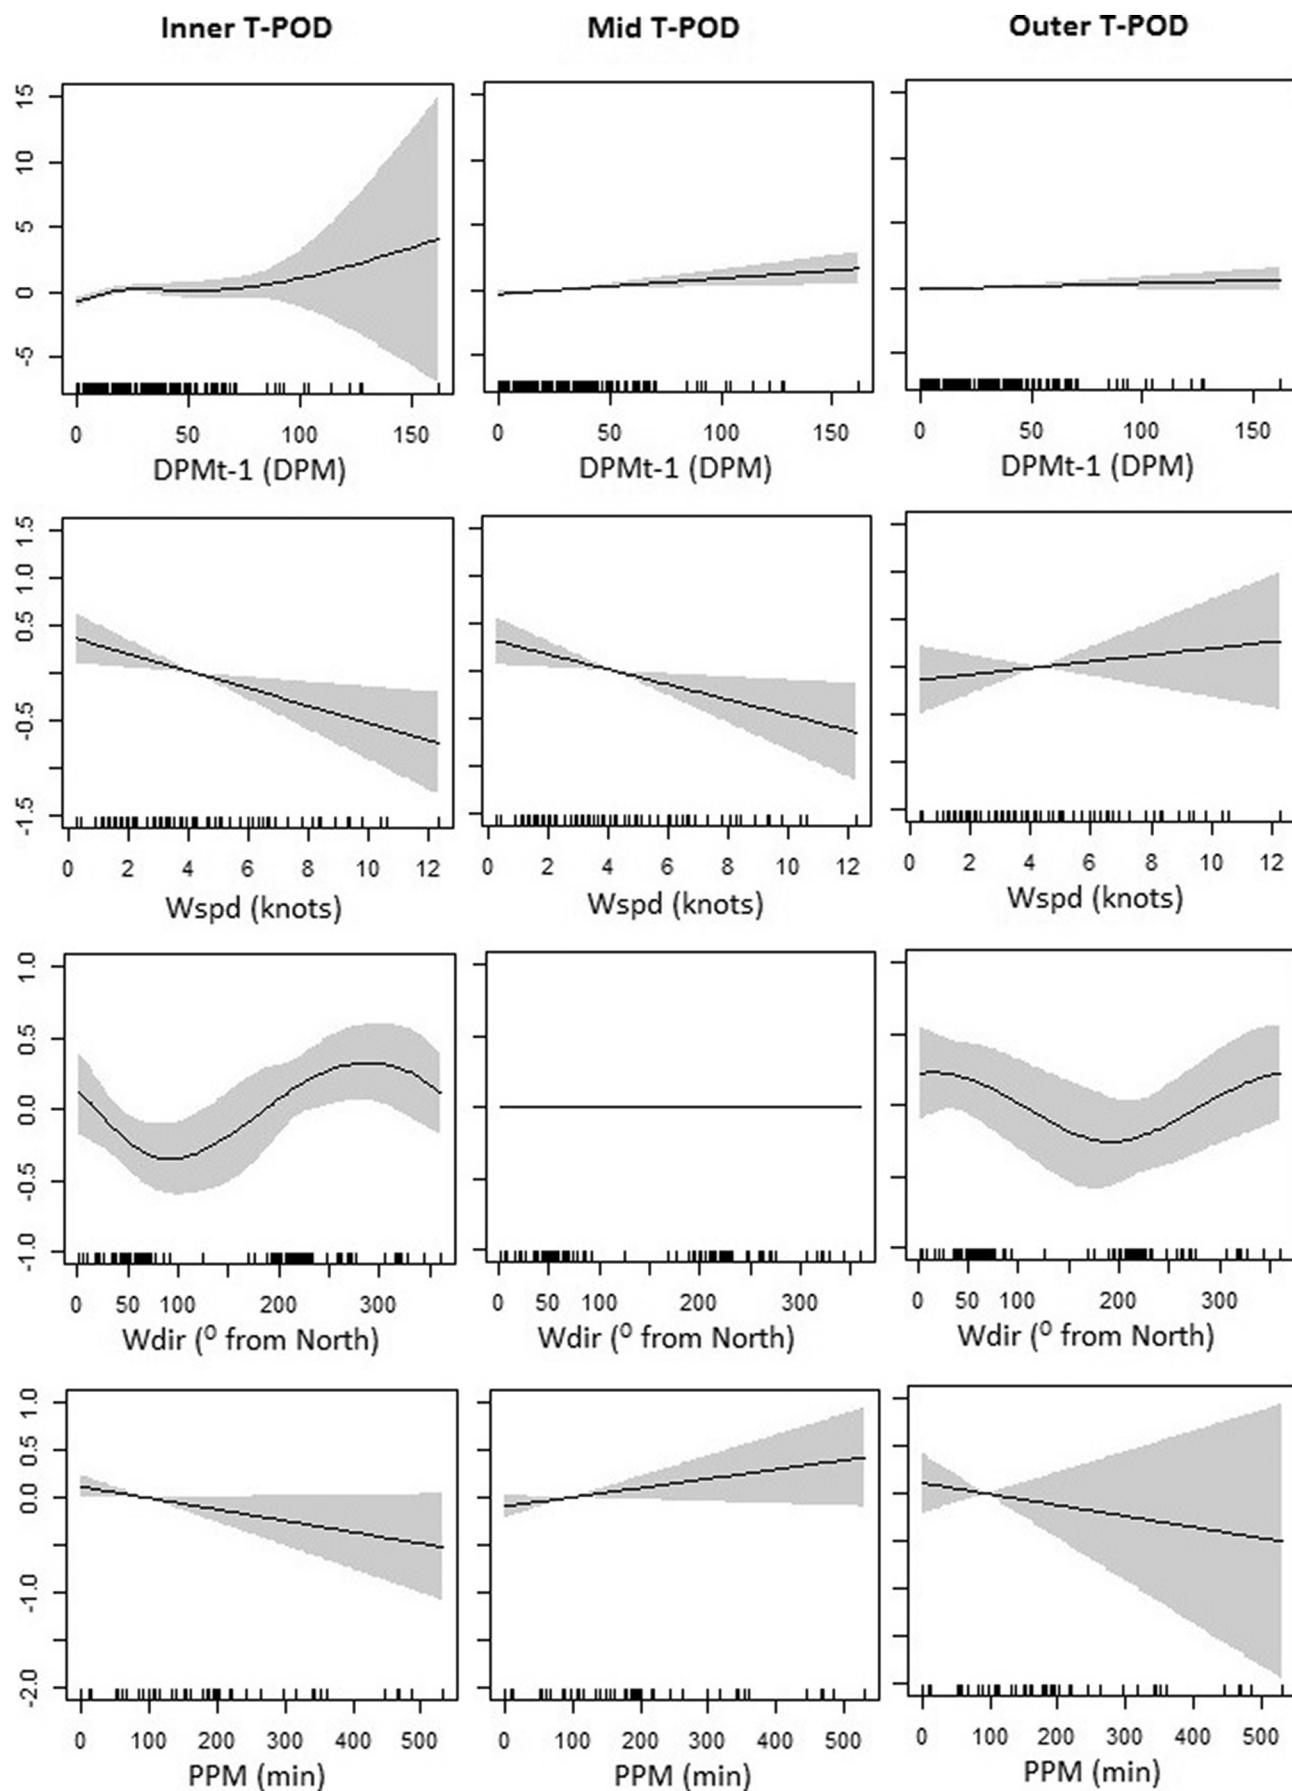 Inner T-POD Mid T-POD Outer T-POD
15
10
5
0
-5
0 50 100 150 0 50 100 150 0 50 100 150
DPMt-1 (DPM) DPMt-1 (DPM) DPMt-1 (DPM)
1.5
1.0
0.5
-0.5
-1.5
0 2 4 6 8 10 12 0 2 4 6 8 10 12 0 2 4 6 8 10 12
Wspd (knots) Wspd (knots) Wspd (knots)
1.0
0.5
0.0
-0.5
-1.0
0 50 100 200 300 0 50 100 200 300 0 50 100 200 300
Wdir (⁰ from North) Wdir (⁰ from North) Wdir (⁰ from North)
1.0
0.5
0.0
-1.0
-2.0
0 100 200 300 400 500 0 100 200 300 400 500 0 100 200 300 400 500
PPM (min) PPM (min) PPM (min)